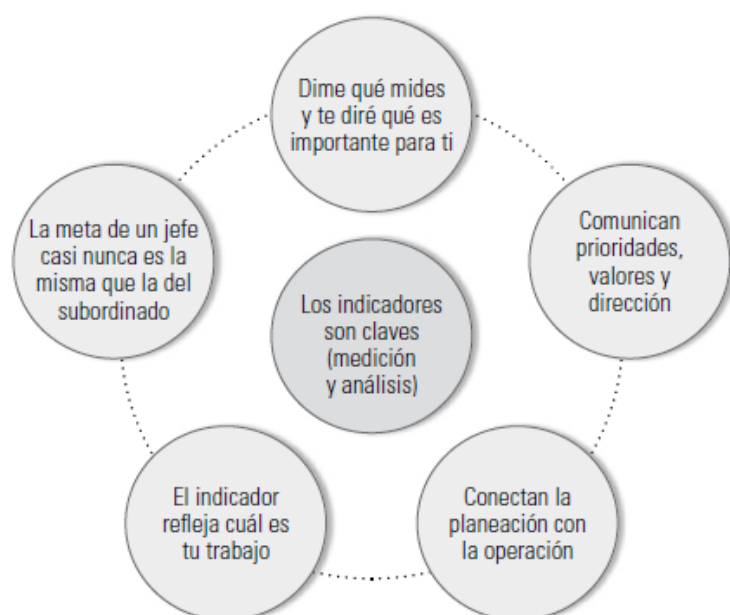 Dime qué mides
y te diré qué es
importante para ti
La meta de un jefe
casi nunca es la
misma que la del
subordinado
Comunican
prioridades,
valores y
dirección
Los indicadores
son claves
(medición
y análisis)
El indicador
refleja cuál es
tu trabajo
Conectan la
planeación con
la operación